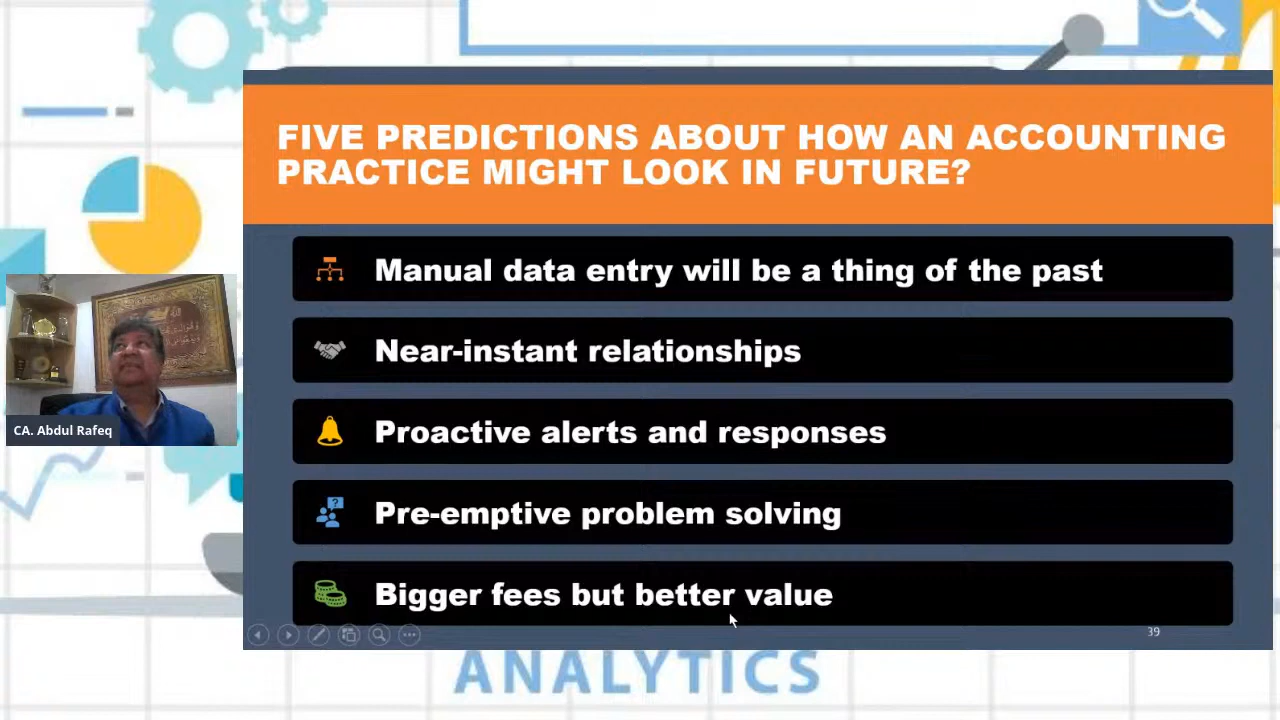 FIVE PREDICTIONS ABOUT HOW AN ACCOUNTING
PRACTICE MIGHT LOOK IN FUTURE?
Manual data entry will be a thing of the past
Near-instant relationships
Proactive alerts and responses
Pre-emptive problem solving
Bigger fees but better value
39
CA. Abdul Rafeq
ANALYTICS